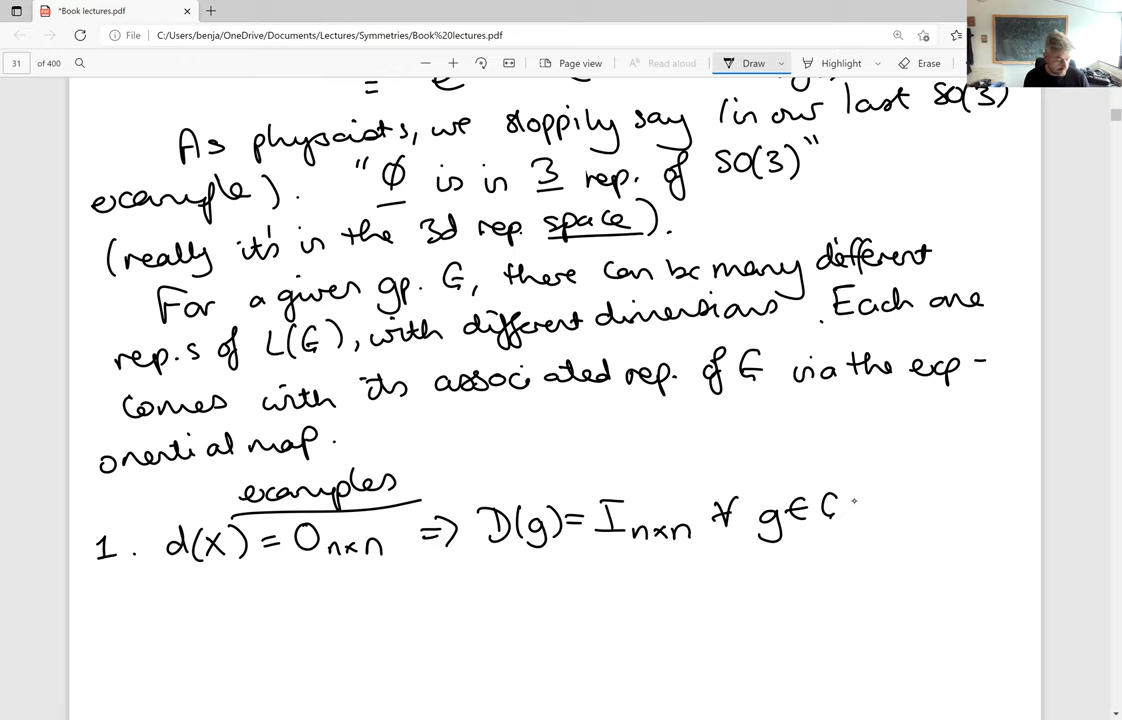 *Book lectures.pdf
File C:/Users/benja/OneDrive/Documents/Lectures/Symmetries/Book%20lectures.pdf
31 of 400 Page view Read aloud Draw Highlight Erase
=
As physicists, we sloppily say (in our last SO(3)
example). "ϕ is in 3 rep. of SO(3)"
(really it's in the 3d rep. space).
For a given gp. G, there can be many different
rep.s of L(G), with different dimensions. Each one
comes with its associated rep. of G via the exp-
onential map.
examples
1. d(X) = O_{n×n} ⇒ D(g) = I_{n×n} ∀ g ∈ G